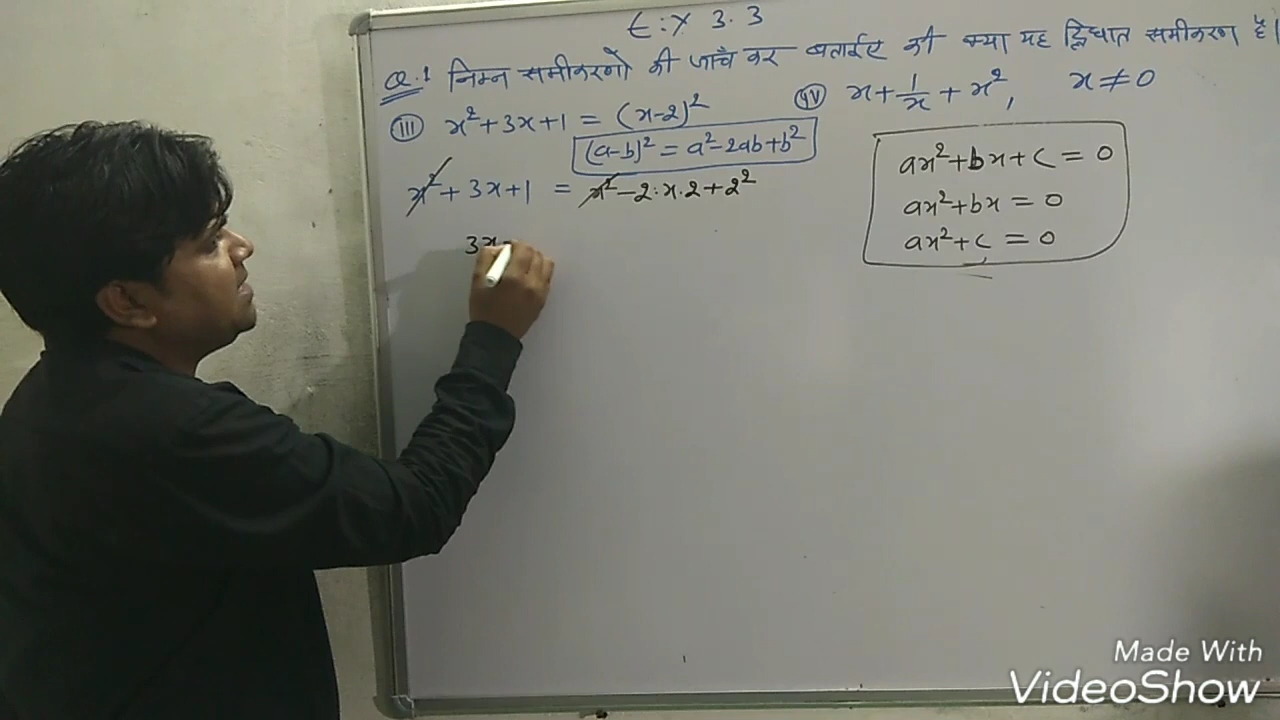 Ex 3.3
Q.1 निम्न समीकरणों की जाँच कर बताईए की क्या यह द्विघात समीकरण है।
(iii) x² + 3x + 1 = (x-2)²
(iv) x + 1/x + x², x ≠ 0
(a-b)² = a² - 2ab + b²
x² + 3x + 1 = x² - 2·x·2 + 2²
3x
ax² + bx + c = 0
ax² + bx = 0
ax² + c = 0
Made With
VideoShow